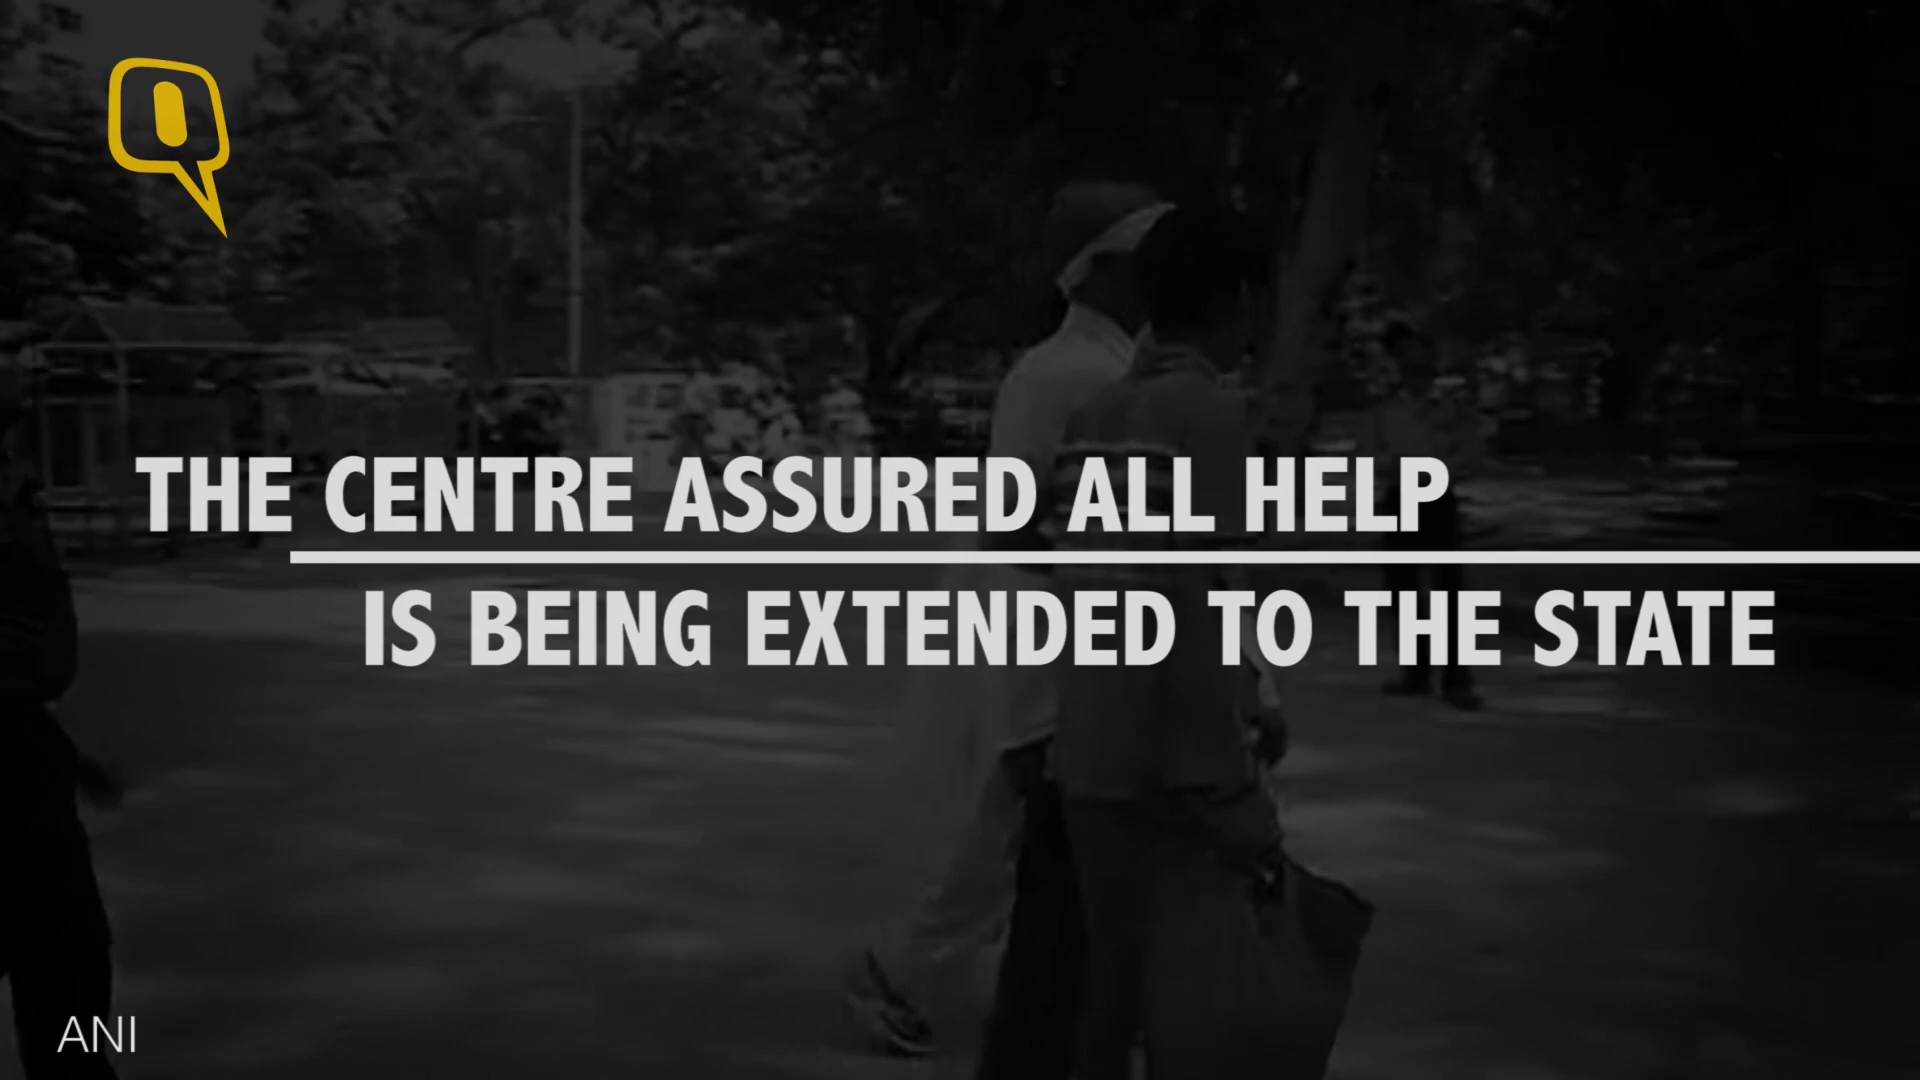 THE CENTRE ASSURED ALL HELP
IS BEING EXTENDED TO THE STATE
ANI